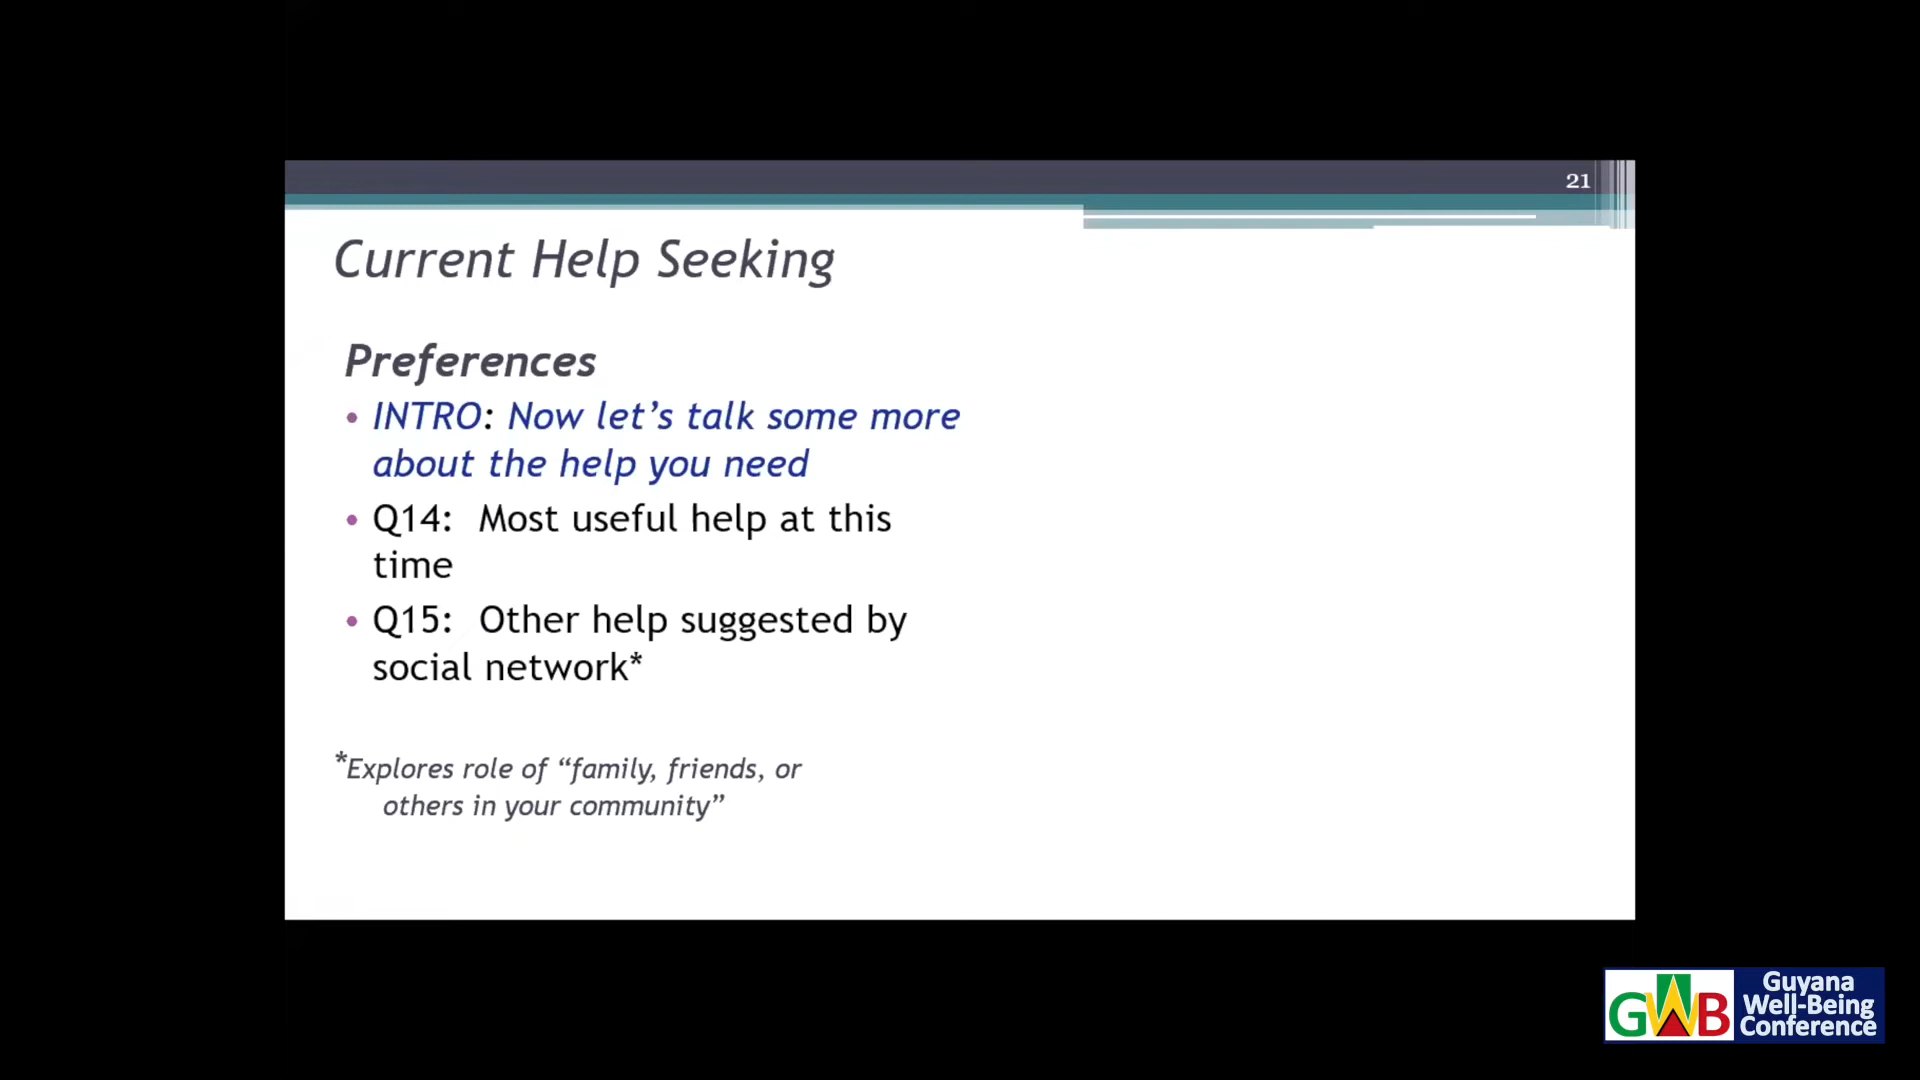 21
Current Help Seeking
Preferences
• INTRO: Now let’s talk some more
about the help you need
• Q14: Most useful help at this
time
• Q15: Other help suggested by
social network*
*Explores role of “family, friends, or
others in your community”
GWB
Guyana
Well-Being
Conference